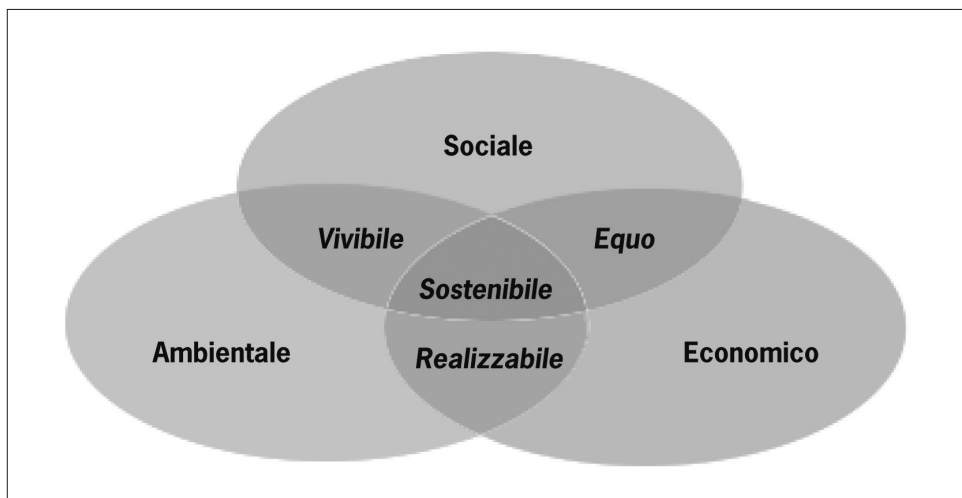 Sociale
Vivibile
Equo
Sostenibile
Ambientale
Realizzabile
Economico